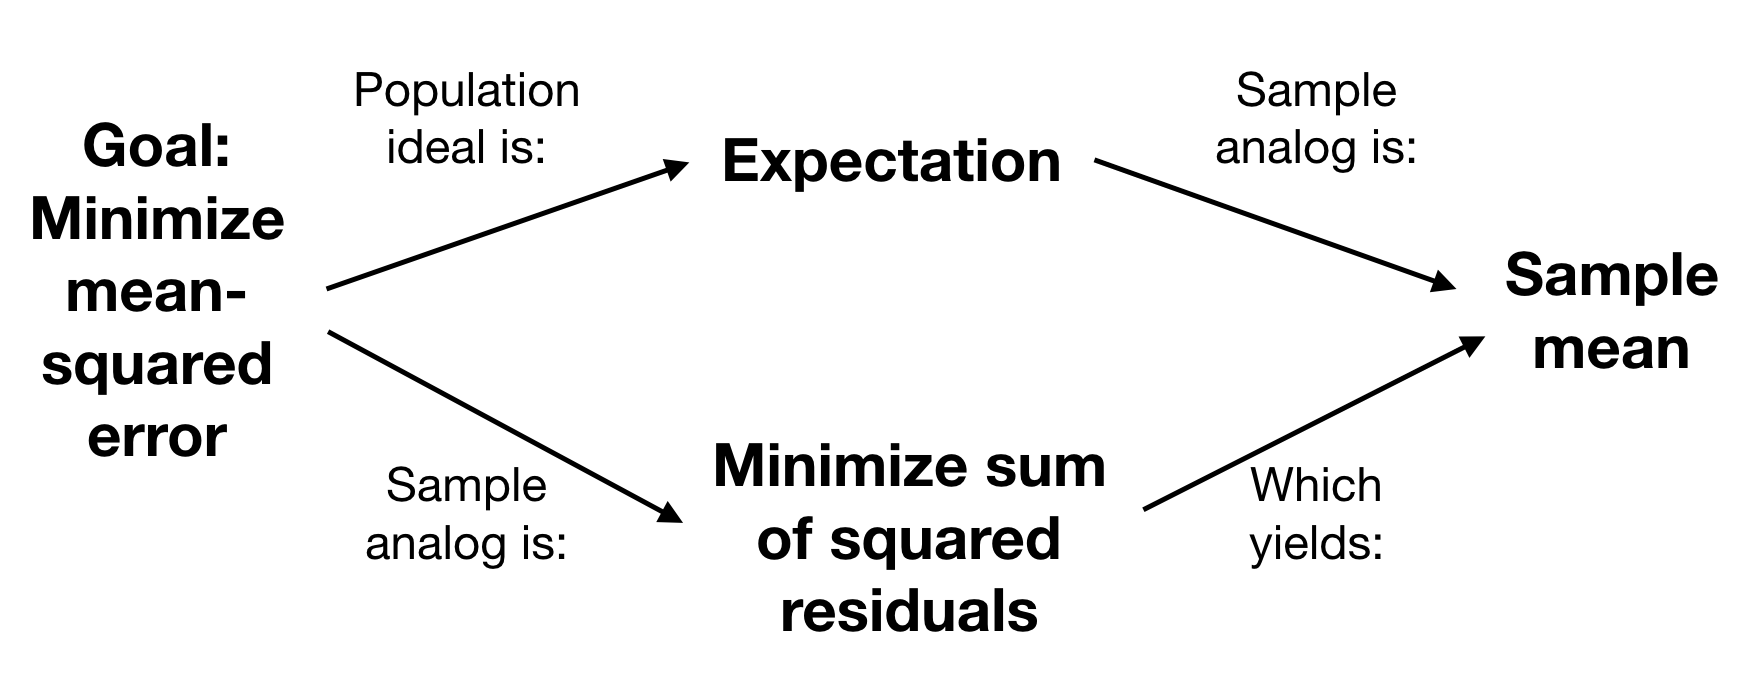 Goal:
Minimize
mean-
squared
error
Population
ideal is:
Expectation
Sample
analog is:
Sample
analog is:
Minimize sum
of squared
residuals
Which
yields:
Sample
mean